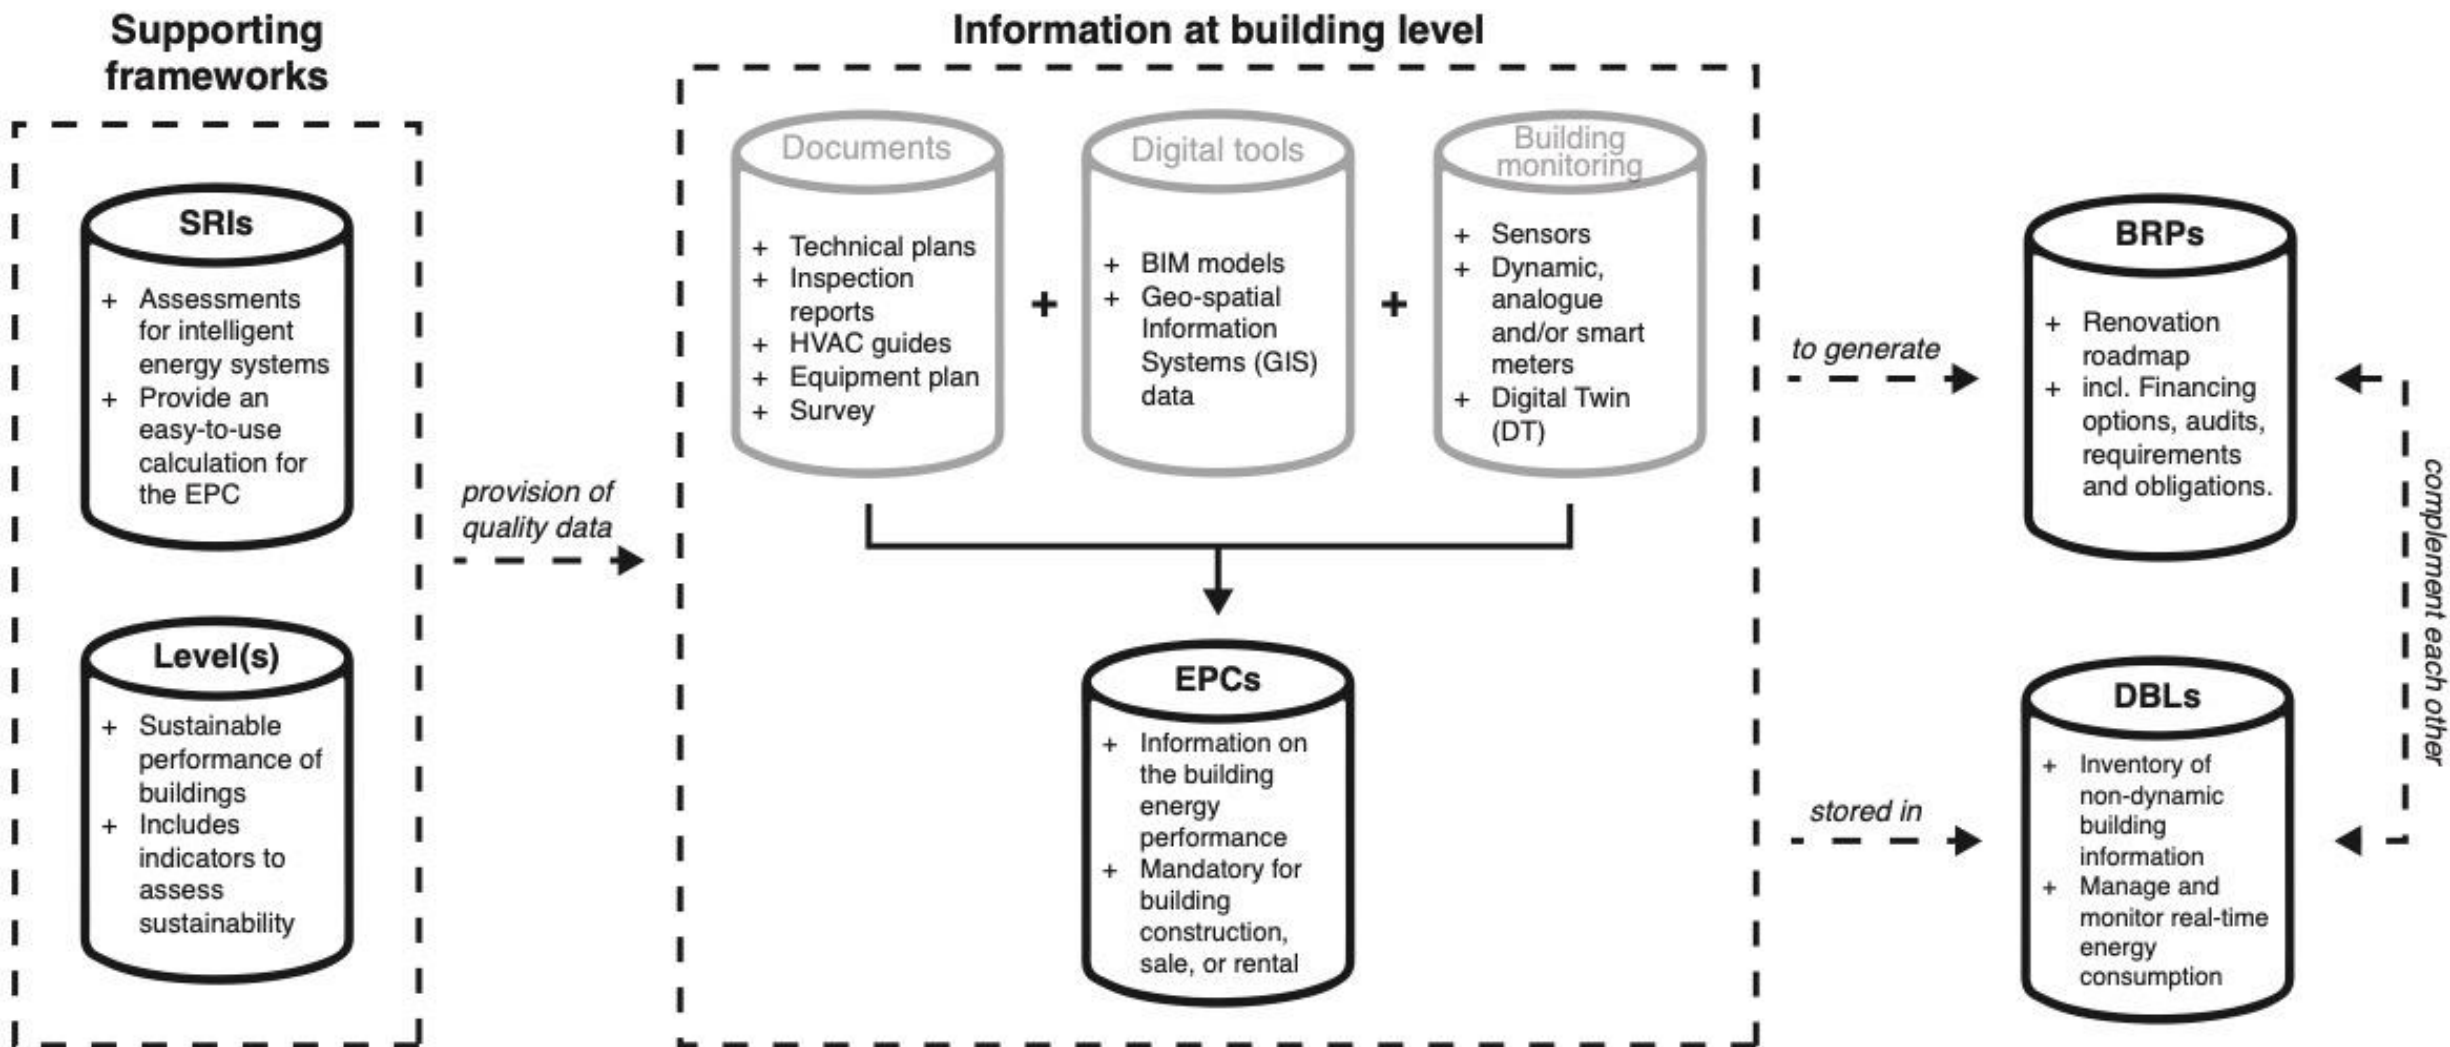 Supporting
frameworks
SRIs
+ Assessments
for intelligent
energy systems
+ Provide an
easy-to-use
calculation for
the EPC
Level(s)
+ Sustainable
performance of
buildings
+ Includes
indicators to
assess
sustainability
provision of
quality data
Information at building level
Documents
+ Technical plans
+ Inspection
reports
+ HVAC guides
+ Equipment plan
+ Survey
+
Digital tools
+ BIM models
+ Geo-spatial
Information
Systems (GIS)
data
+
Building
monitoring
+ Sensors
+ Dynamic,
analogue
and/or smart
meters
+ Digital Twin
(DT)
EPCs
+ Information on
the building
energy
performance
+ Mandatory for
building
construction,
sale, or rental
to generate
BRPs
+ Renovation
roadmap
+ incl. Financing
options, audits,
requirements
and obligations.
stored in
DBLs
+ Inventory of
non-dynamic
building
information
+ Manage and
monitor real-time
energy
consumption
complement each other